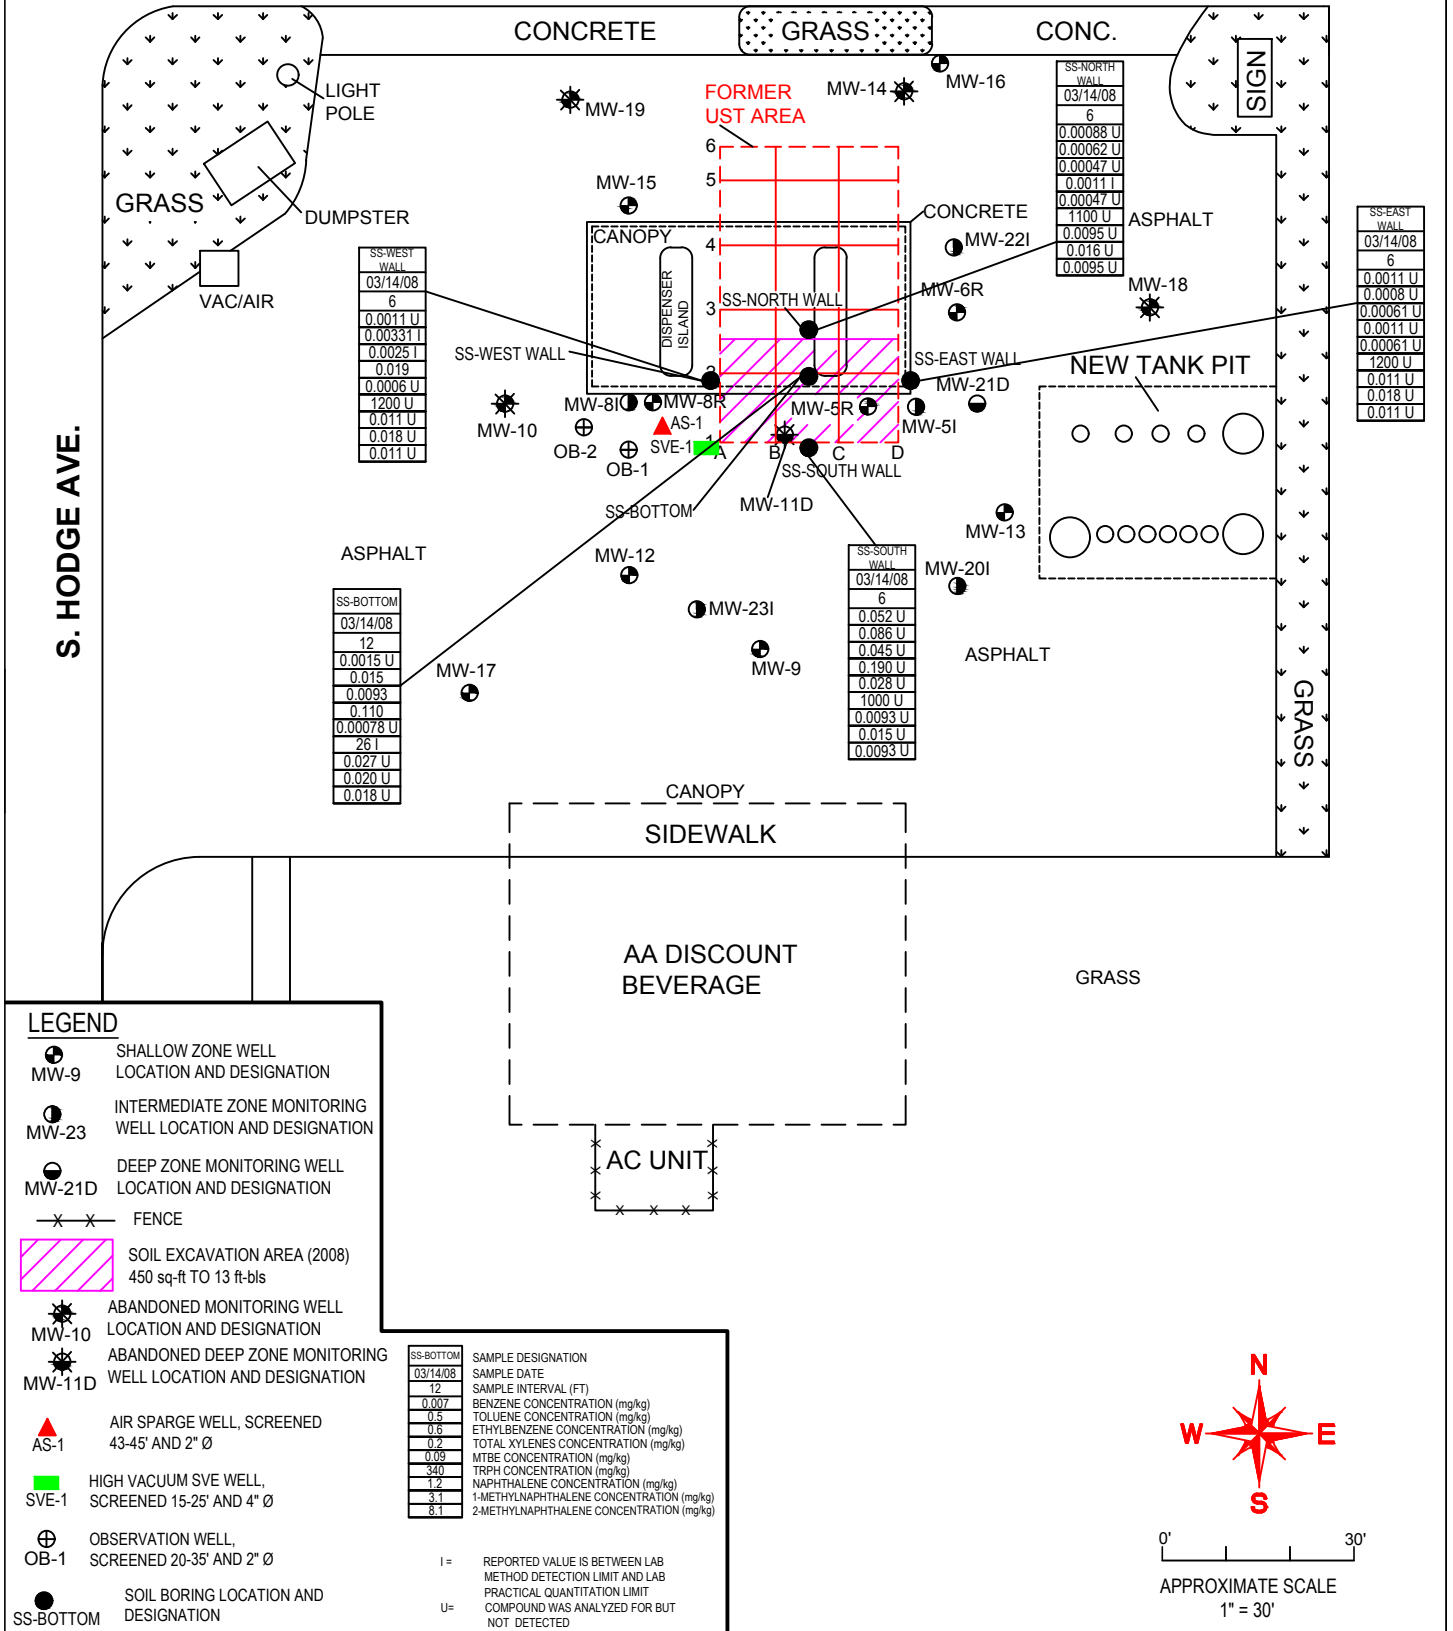 CONCRETE
GRASS
CONC.
SIGN
LIGHT
POLE
GRASS
DUMPSTER
VAC/AIR
MW-19
FORMER
UST AREA
MW-14
MW-16
MW-15
6
5
4
3
2
1
A
B
C
D
CANOPY
CONCRETE
DISPENSER
ISLAND
MW-22I
MW-6R
MW-18
ASPHALT
SS-NORTH WALL
SS-WEST WALL
SS-EAST WALL
MW-21D
MW-10
MW-8I
MW-8R
MW-5R
MW-5I
OB-2
OB-1
AS-1
SVE-1
SS-SOUTH WALL
SS-BOTTOM
MW-11D
NEW TANK PIT
MW-13
MW-12
MW-20I
MW-23I
MW-9
MW-17
ASPHALT
ASPHALT
S. HODGE AVE.
GRASS
SS-NORTH
WALL
03/14/08
6
0.00088 U
0.00062 U
0.00047 U
0.0011 I
0.00047 U
1100 U
0.0095 U
0.016 U
0.0095 U
SS-EAST
WALL
03/14/08
6
0.0011 U
0.0008 U
0.00061 U
0.0011 U
0.00061 U
1200 U
0.011 U
0.018 U
0.011 U
SS-WEST
WALL
03/14/08
6
0.0011 U
0.00331 I
0.0025 I
0.019
0.0006 U
1200 U
0.011 U
0.018 U
0.011 U
SS-SOUTH
WALL
03/14/08
6
0.052 U
0.086 U
0.045 U
0.190 U
0.028 U
1000 U
0.0093 U
0.015 U
0.0093 U
SS-BOTTOM
03/14/08
12
0.0015 U
0.015
0.0093
0.110
0.00078 U
26 I
0.027 U
0.020 U
0.018 U
CANOPY
SIDEWALK
AA DISCOUNT
BEVERAGE
GRASS
AC UNIT
LEGEND
MW-9
SHALLOW ZONE WELL
LOCATION AND DESIGNATION
MW-23
INTERMEDIATE ZONE MONITORING
WELL LOCATION AND DESIGNATION
MW-21D
DEEP ZONE MONITORING WELL
LOCATION AND DESIGNATION
FENCE
SOIL EXCAVATION AREA (2008)
450 sq-ft TO 13 ft-bls
MW-10
ABANDONED MONITORING WELL
LOCATION AND DESIGNATION
MW-11D
ABANDONED DEEP ZONE MONITORING
WELL LOCATION AND DESIGNATION
AS-1
AIR SPARGE WELL, SCREENED
43-45' AND 2" Ø
SVE-1
HIGH VACUUM SVE WELL,
SCREENED 15-25' AND 4" Ø
OB-1
OBSERVATION WELL,
SCREENED 20-35' AND 2" Ø
SS-BOTTOM
SOIL BORING LOCATION AND
DESIGNATION
SS-BOTTOM SAMPLE DESIGNATION
03/14/08 SAMPLE DATE
12 SAMPLE INTERVAL (FT)
0.007 BENZENE CONCENTRATION (mg/kg)
0.5 TOLUENE CONCENTRATION (mg/kg)
0.6 ETHYLBENZENE CONCENTRATION (mg/kg)
0.2 TOTAL XYLENES CONCENTRATION (mg/kg)
0.09 MTBE CONCENTRATION (mg/kg)
340 TRPH CONCENTRATION (mg/kg)
1.2 NAPHTHALENE CONCENTRATION (mg/kg)
3.1 1-METHYLNAPHTHALENE CONCENTRATION (mg/kg)
8.1 2-METHYLNAPHTHALENE CONCENTRATION (mg/kg)
I = REPORTED VALUE IS BETWEEN LAB
METHOD DETECTION LIMIT AND LAB
PRACTICAL QUANTITATION LIMIT
U= COMPOUND WAS ANALYZED FOR BUT
NOT DETECTED
N
W E
S
0' 30'
APPROXIMATE SCALE
1" = 30'